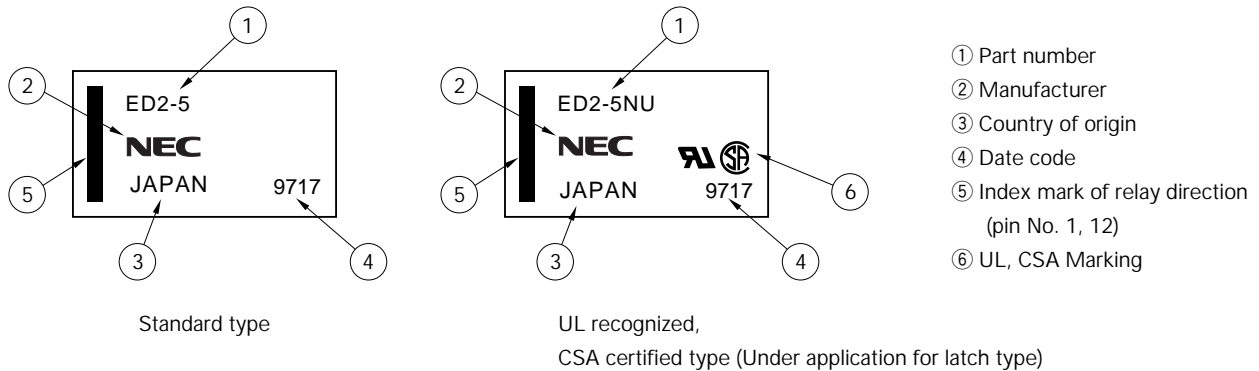 ①
②
ED2-5
NEC
⑤
JAPAN
9717
③
④
Standard type
①
②
ED2-5NU
NEC
⑤
JAPAN
9717
⑥
③
④
UL recognized,
CSA certified type (Under application for latch type)
① Part number
② Manufacturer
③ Country of origin
④ Date code
⑤ Index mark of relay direction
(pin No. 1, 12)
⑥ UL, CSA Marking